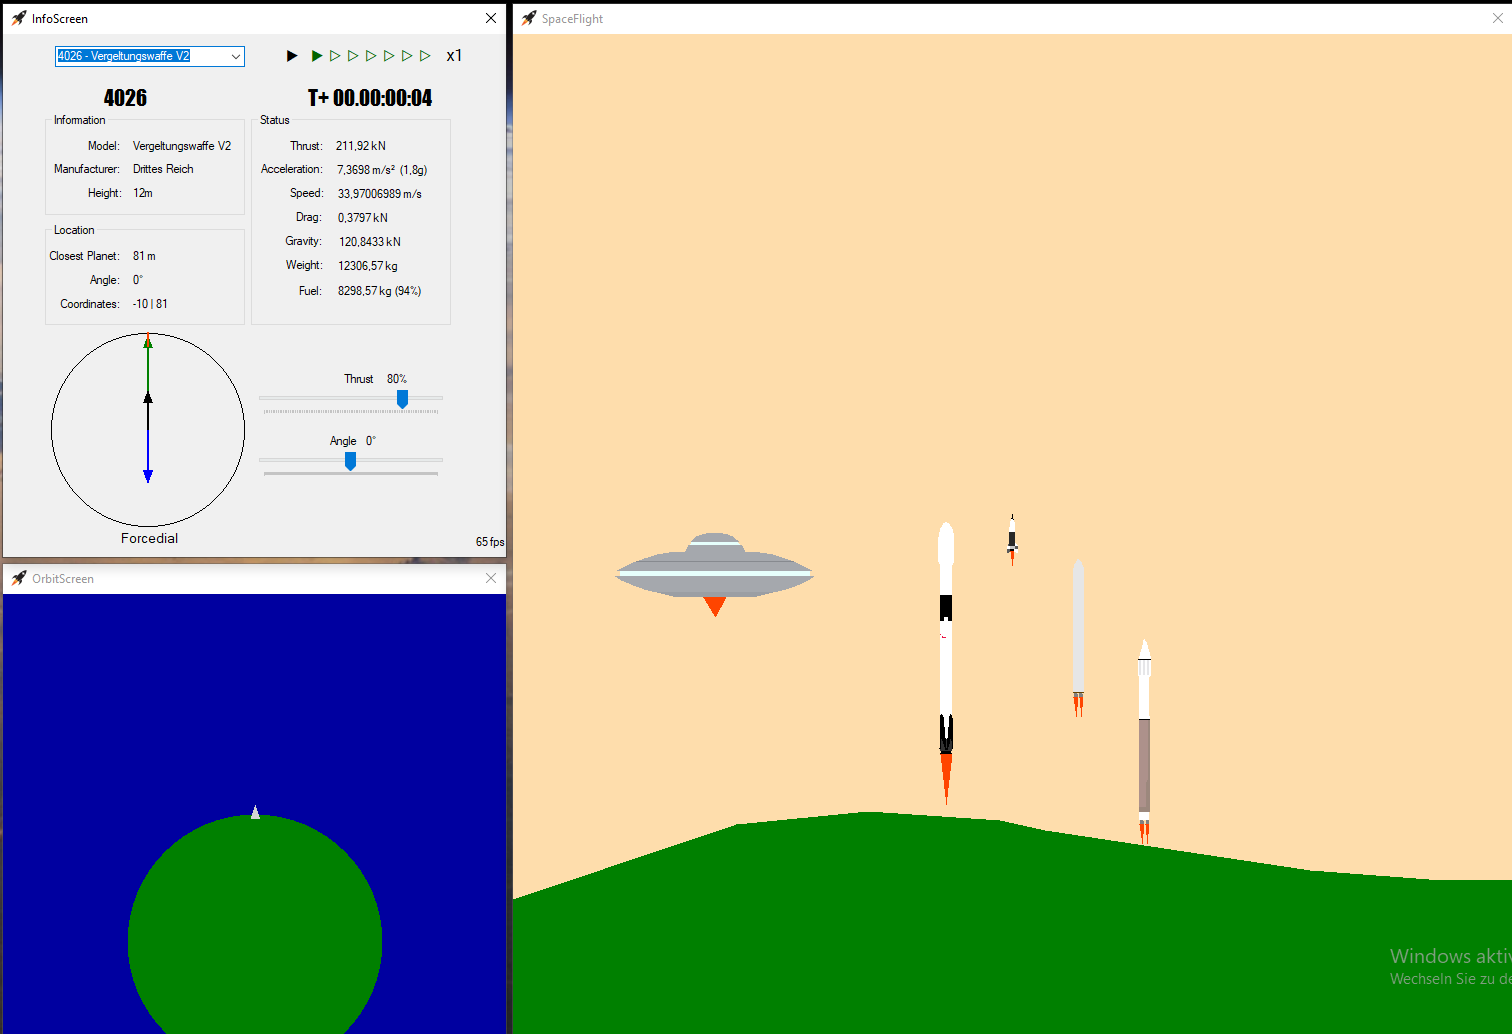 InfoScreen
4026 - Vergeltungswaffe V2
x1
4026
T+ 00.00:00:04
Information
Model: Vergeltungswaffe V2
Manufacturer: Drittes Reich
Height: 12m
Status
Thrust: 211,92 kN
Acceleration: 7,3698 m/s² (1,8g)
Speed: 33,97006989 m/s
Drag: 0,3797 kN
Gravity: 120,8433 kN
Weight: 12306,57 kg
Fuel: 8298,57 kg (94%)
Location
Closest Planet: 81 m
Angle: 0°
Coordinates: -10 | 81
Thrust 80%
Angle 0°
Forcedial
65 fps
OrbitScreen
SpaceFlight
Windows aktiv
Wechseln Sie zu de